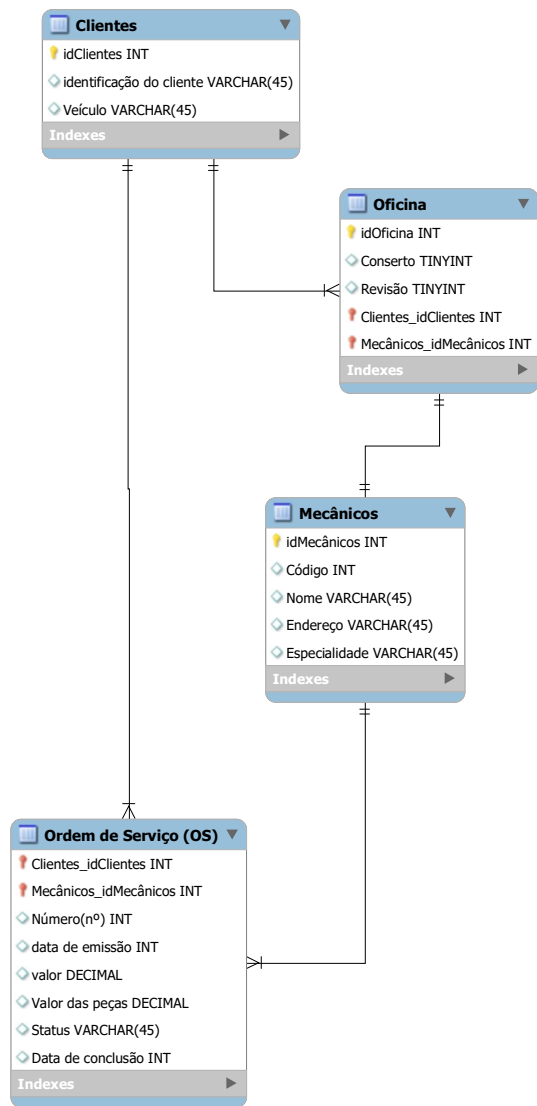 Clientes
idClientes INT
identificação do cliente VARCHAR(45)
Veículo VARCHAR(45)
Indexes
Oficina
idOficina INT
Conserto TINYINT
Revisão TINYINT
Clientes_idClientes INT
Mecânicos_idMecânicos INT
Indexes
Mecânicos
idMecânicos INT
Código INT
Nome VARCHAR(45)
Endereço VARCHAR(45)
Especialidade VARCHAR(45)
Indexes
Ordem de Serviço (OS)
Clientes_idClientes INT
Mecânicos_idMecânicos INT
Número(nº) INT
data de emissão INT
valor DECIMAL
Valor das peças DECIMAL
Status VARCHAR(45)
Data de conclusão INT
Indexes